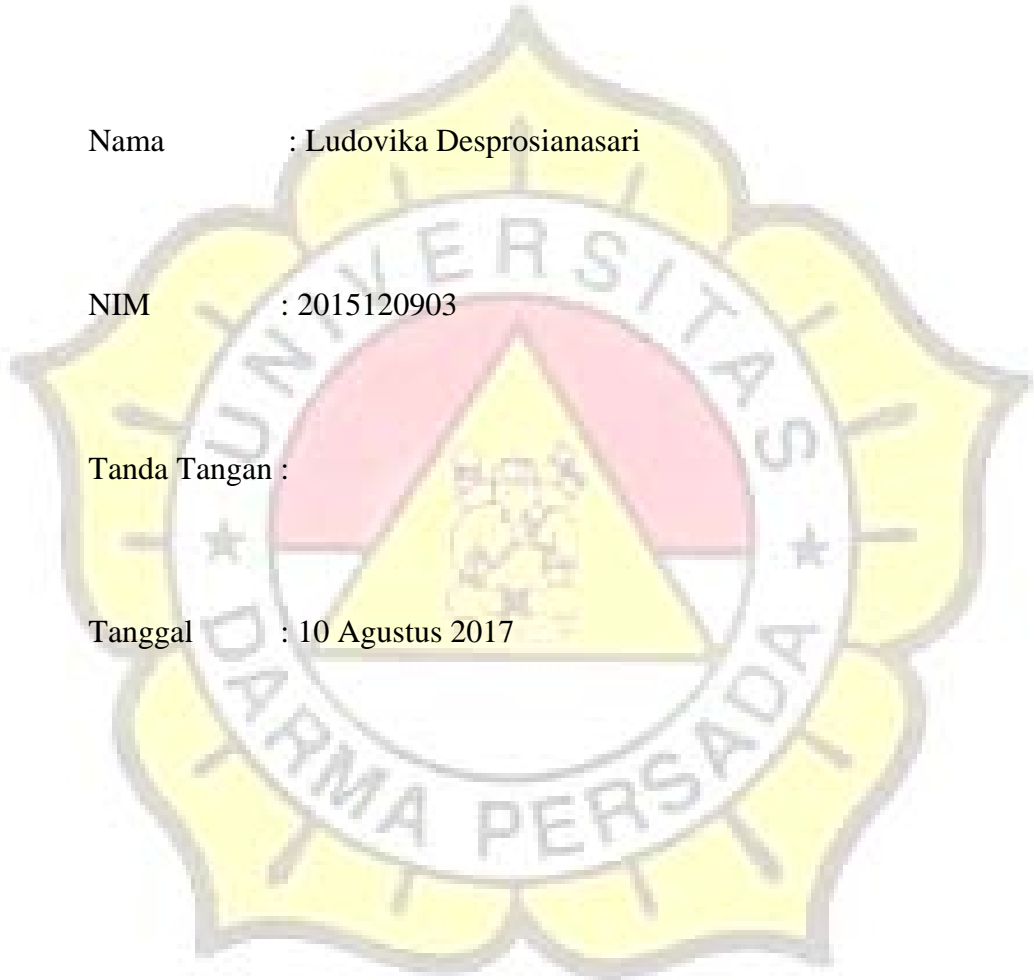 Nama : Ludovika Desprosianasari
UNIVERSITAS
NIM : 2015120903
Tanda Tangan :
Tanggal : 10 Agustus 2017
DARMA PERSADA